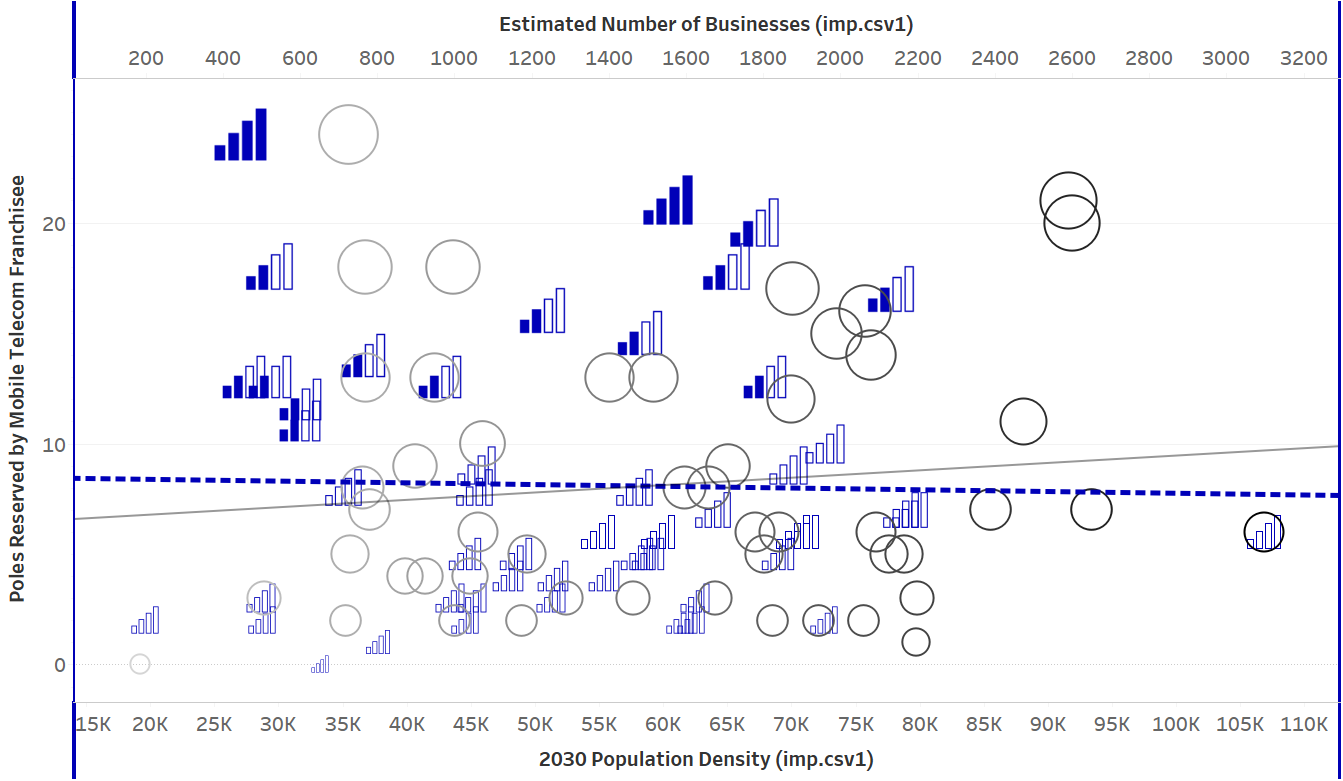 Estimated Number of Businesses (imp.csv1)
200 400 600 800 1000 1200 1400 1600 1800 2000 2200 2400 2600 2800 3000 3200
Poles Reserved by Mobile Telecom Franchisee
20
10
0
15K 20K 25K 30K 35K 40K 45K 50K 55K 60K 65K 70K 75K 80K 85K 90K 95K 100K 105K 110K
2030 Population Density (imp.csv1)